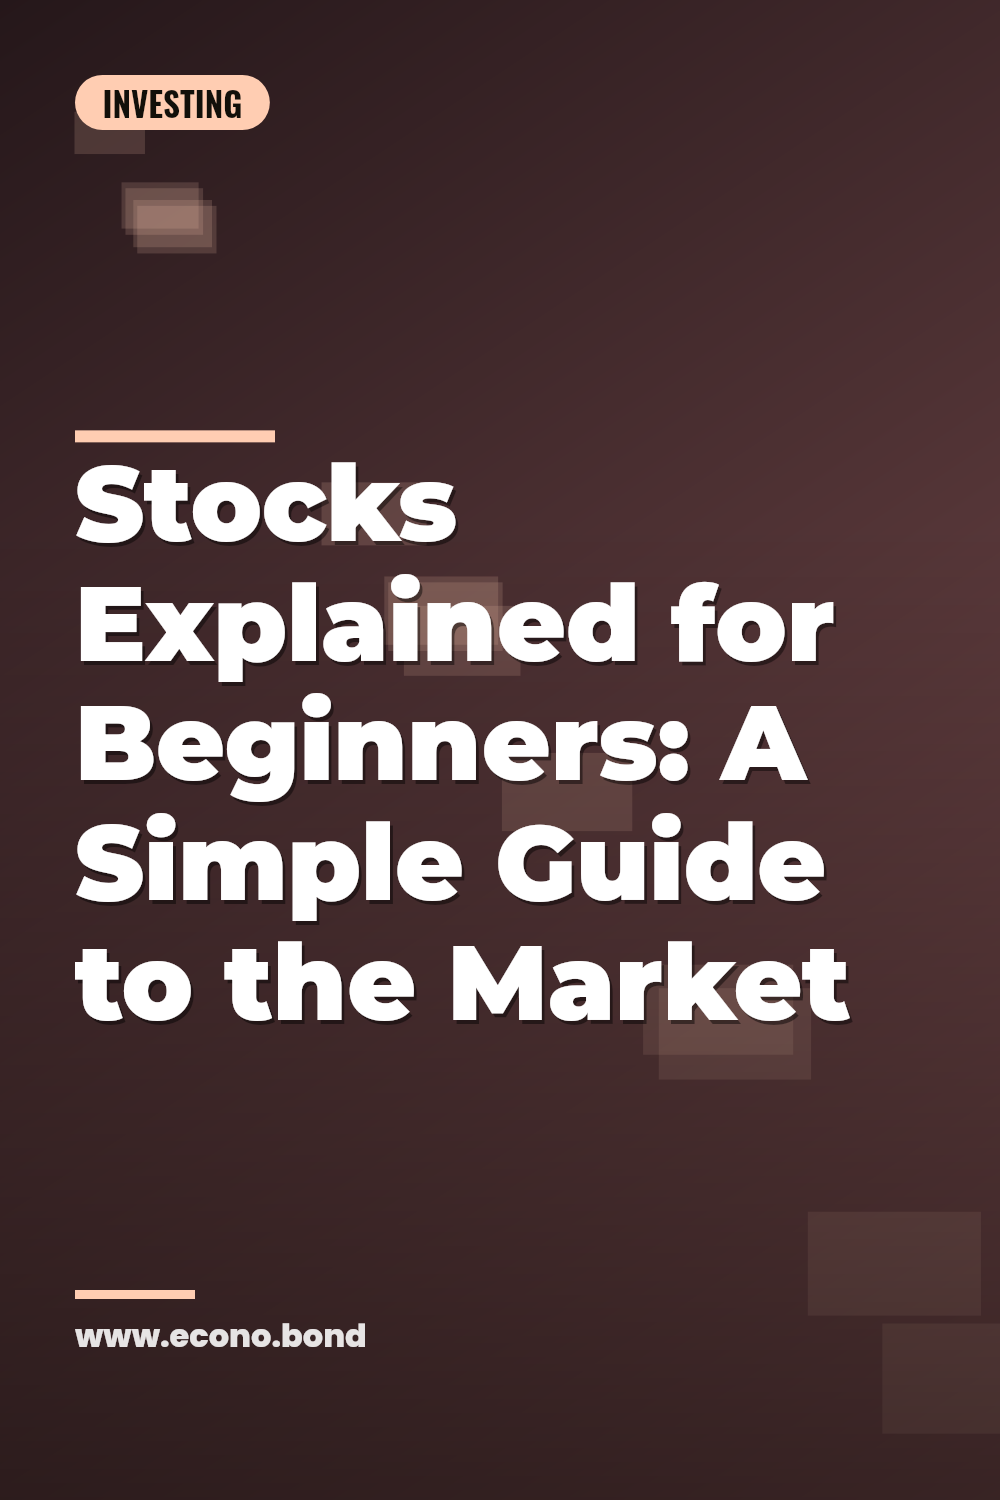 INVESTING
Stocks
Explained for
Beginners: A
Simple Guide
to the Market
www.econo.bond